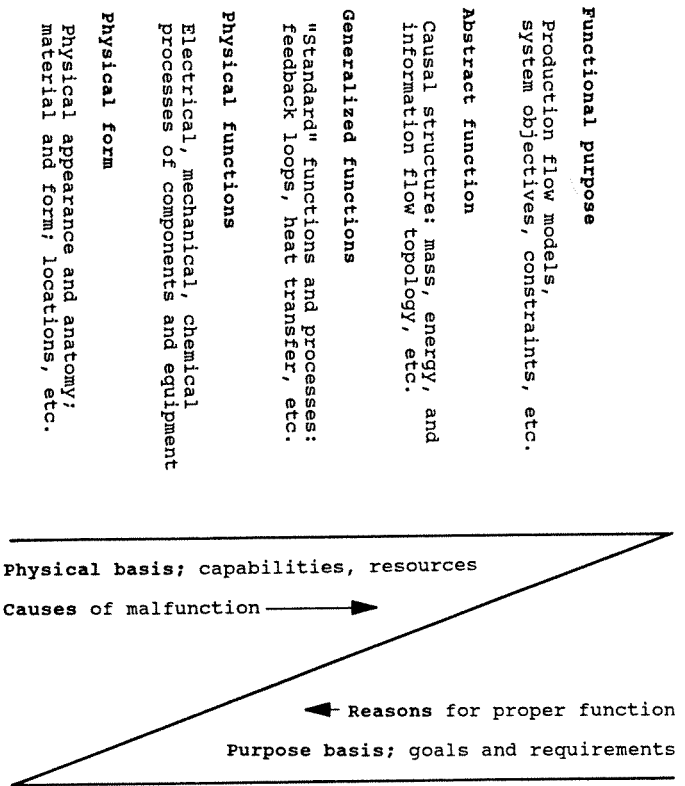 Functional purpose
Production flow models,
system objectives, constraints, etc.
Abstract function
Causal structure: mass, energy, and
information flow topology, etc.
Generalized functions
"Standard" functions and processes:
feedback loops, heat transfer, etc.
Physical functions
Electrical, mechanical, chemical
processes of components and equipment
Physical form
Physical appearance and anatomy;
material and form; locations, etc.
Physical basis; capabilities, resources
Causes of malfunction
Reasons for proper function
Purpose basis; goals and requirements